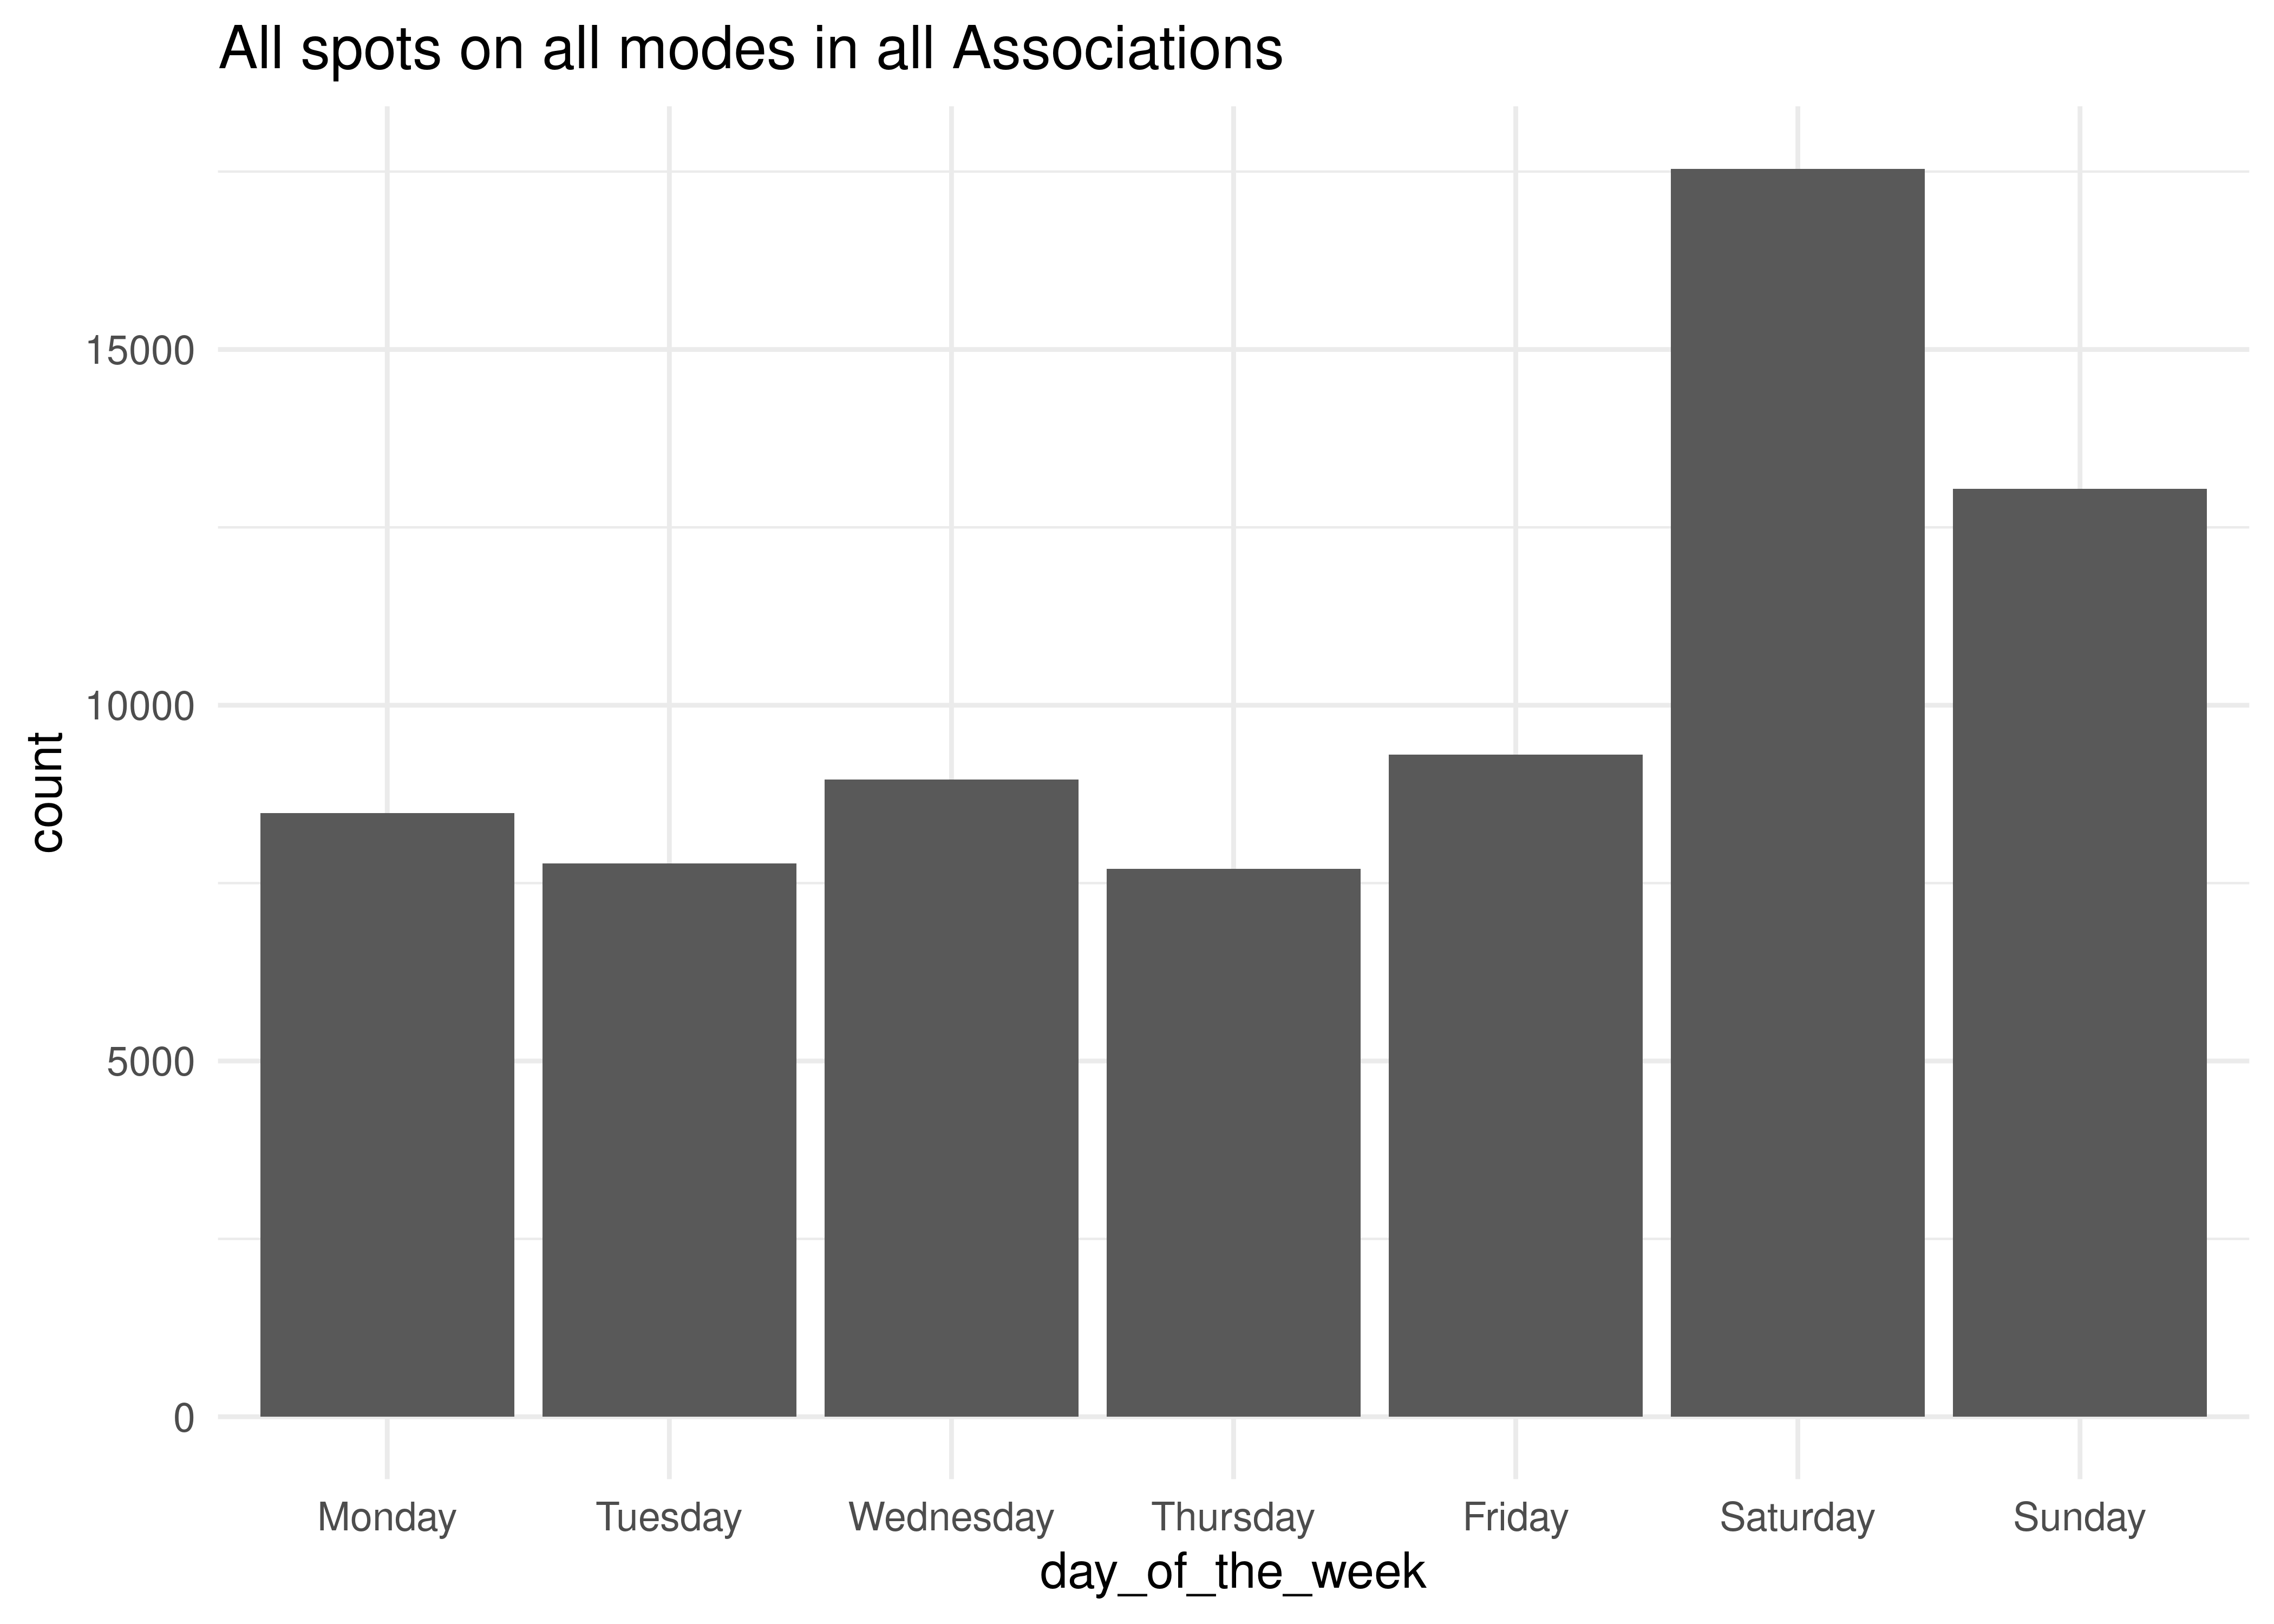 All spots on all modes in all Associations
count
15000
10000
5000
0
Monday Tuesday Wednesday Thursday Friday Saturday Sunday
day_of_the_week